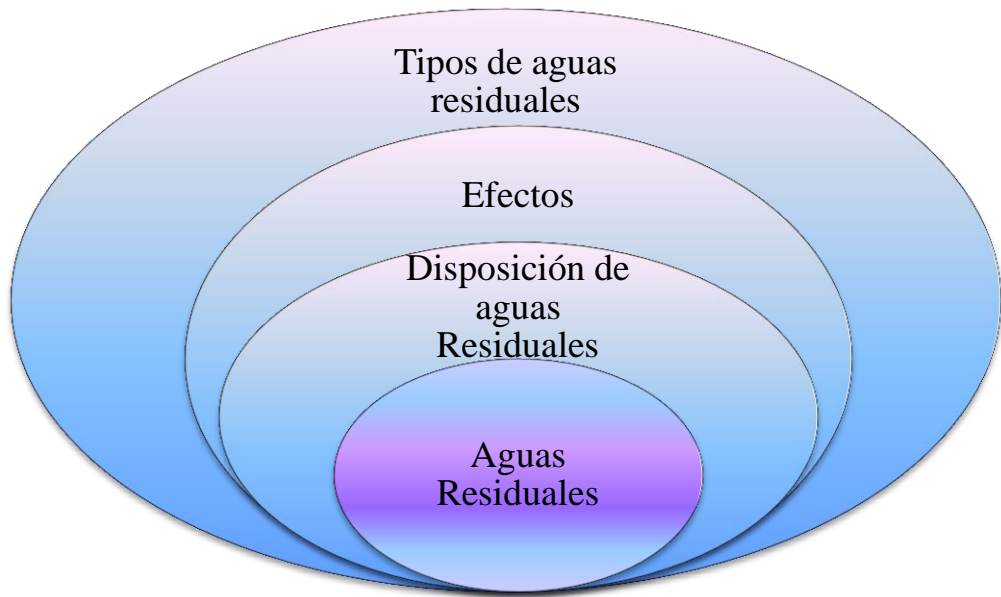 Tipos de aguas
residuales
Efectos
Disposición de
aguas
Residuales
Aguas
Residuales